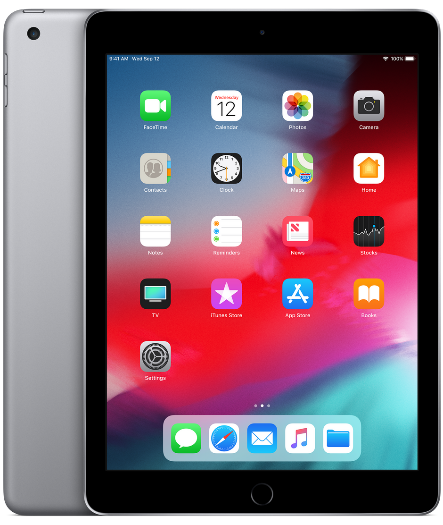 9:41 AM Wed Sep 12
100%
Wednesday
12
FaceTime
Calendar
Photos
Camera
Contacts
Clock
Maps
Home
Notes
Reminders
News
Stocks
TV
iTunes Store
App Store
Books
Settings